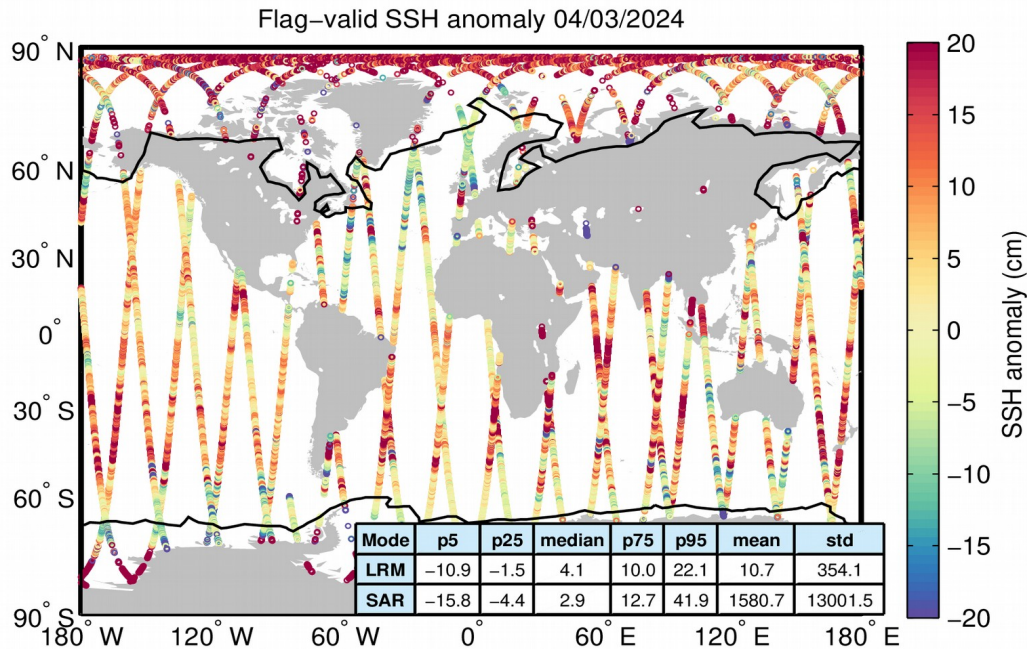 Flag−valid SSH anomaly 04/03/2024
90° N
60° N
30° N
0°
30° S
60° S
90° S
180° W 120° W 60° W 0° 60° E 120° E 180° E
Mode p5 p25 median p75 p95 mean std
LRM −10.9 −1.5 4.1 10.0 22.1 10.7 354.1
SAR −15.8 −4.4 2.9 12.7 41.9 1580.7 13001.5
20
15
10
5
0
−5
−10
−15
−20
SSH anomaly (cm)